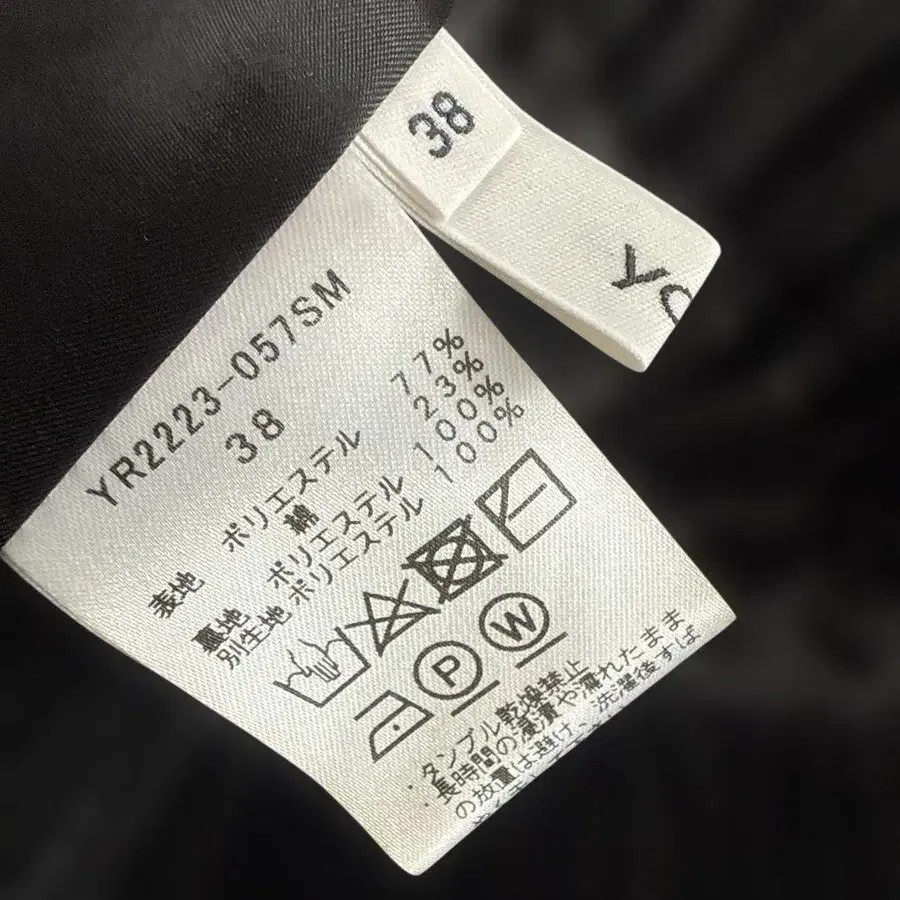 38
YO
YR2223-057SM
38
表地 ポリエステル 77%
綿 23%
裏地 ポリエステル 100%
別生地 ポリエステル 100%
P W
・タンブル乾燥禁止
・長時間の浸漬や濡れたまま
の放置は避け、洗濯後すぐ